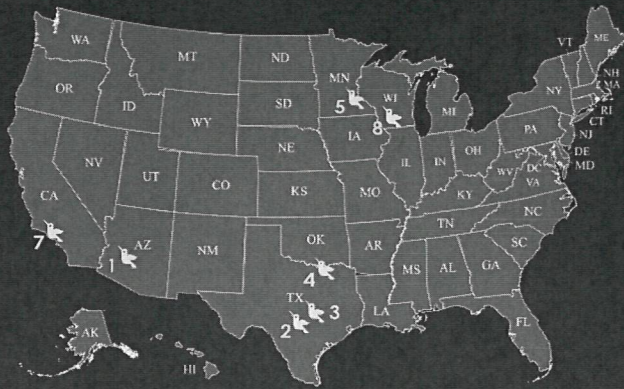 WA
MT
ND
MN
VT
ME
OR
ID
WY
SD
WI
MI
NY
NH
MA
RI
CT
5
8
IA
PA
NJ
NV
UT
CO
NE
IL
IN
OH
DE
MD
WV
DC
VA
CA
KS
MO
KY
7
AZ
NM
OK
AR
TN
NC
SC
1
4
MS
AL
GA
TX
3
2
LA
FL
AK
HI